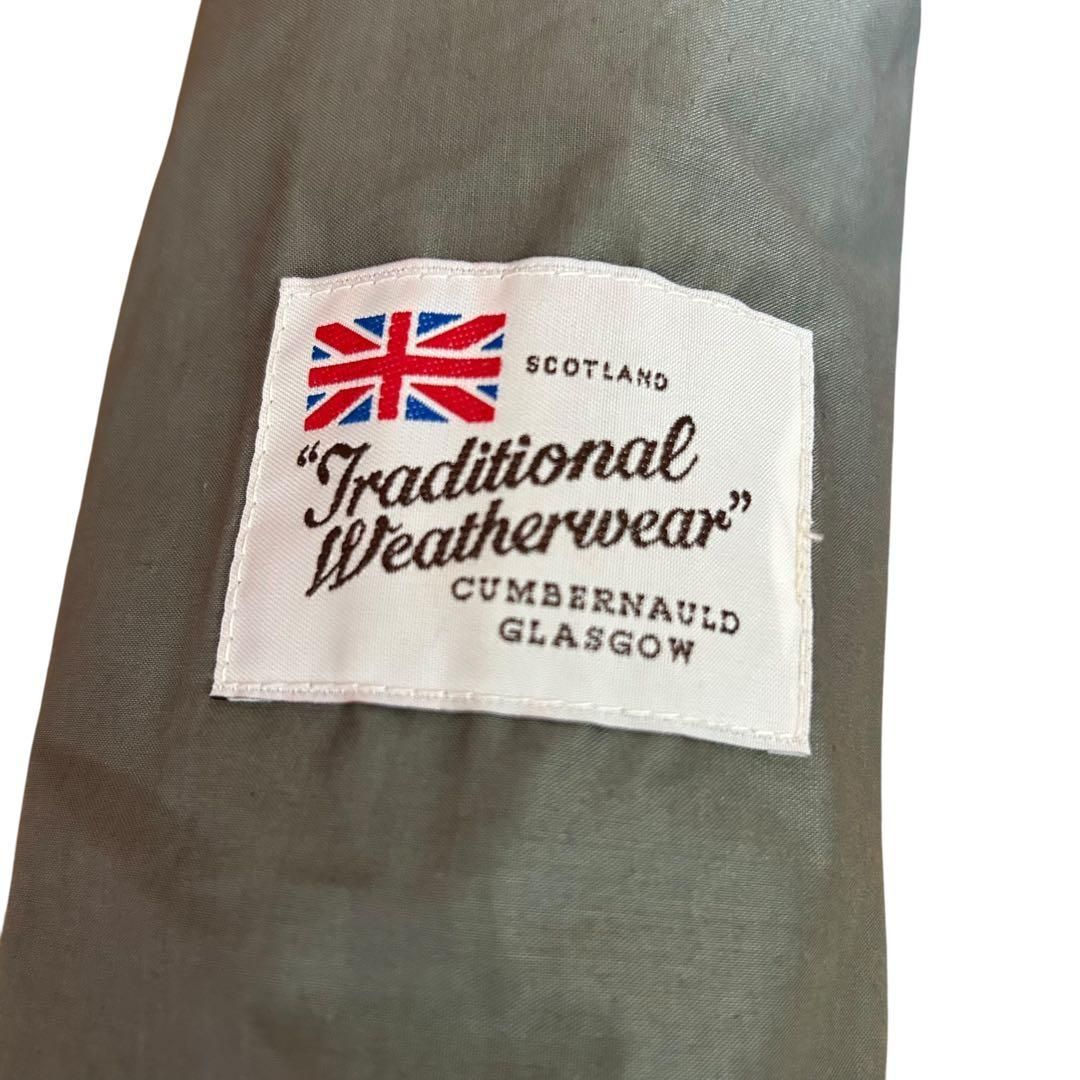 SCOTLAND
“Traditional
Weatherwear”
CUMBERNAULD
GLASGOW